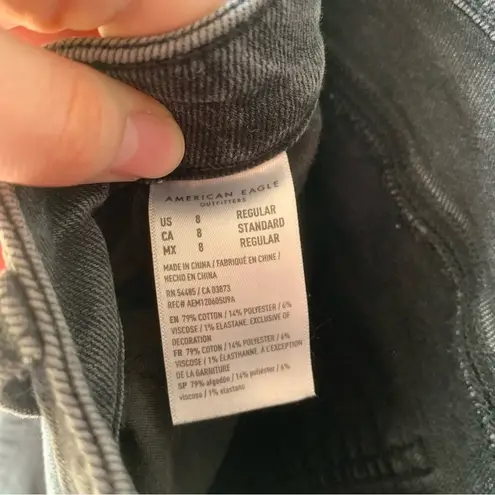 AMERICAN EAGLE
OUTFITTERS
US 8 REGULAR
CA 8 STANDARD
MX 8 REGULAR
MADE IN CHINA / FABRIQUÉ EN CHINE /
HECHO EN CHINA
RN 54485 / CA 03873
REC# AEM120605U9A
EN 79% COTTON / 14% POLYESTER / 6%
VISCOSE / 1% ELASTANE. EXCLUSIVE OF
DECORATION
FR 79% COTON / 14% POLYESTER / 6%
VISCOSE / 1% ÉLASTHANNE. À L'EXCEPTION
DE LA GARNITURE
SP 79% algodón / 14% poliéster / 6%
viscosa / 1% elastano